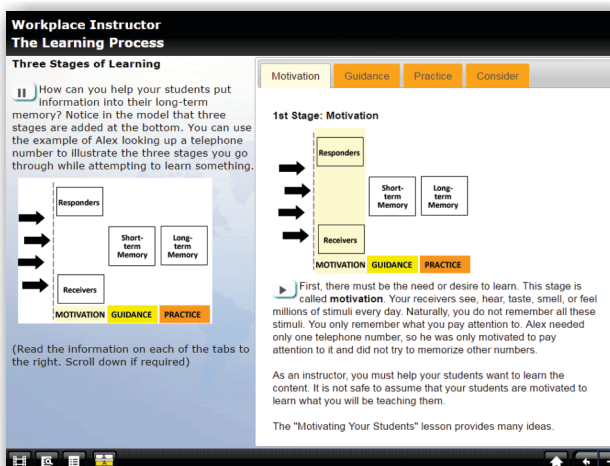 Workplace Instructor
The Learning Process
Three Stages of Learning
How can you help your students put
information into their long-term
memory? Notice in the model that three
stages are added at the bottom. You can use
the example of Alex looking up a telephone
number to illustrate the three stages you go
through while attempting to learn something.
Responders
Short-
term
Memory
Long-
term
Memory
Receivers
MOTIVATION GUIDANCE PRACTICE
(Read the information on each of the tabs to
the right. Scroll down if required)
Motivation Guidance Practice Consider
1st Stage: Motivation
Responders
Short-
term
Memory
Long-
term
Memory
Receivers
MOTIVATION GUIDANCE PRACTICE
First, there must be the need or desire to learn. This stage is
called motivation. Your receivers see, hear, taste, smell, or feel
millions of stimuli every day. Naturally, you do not remember all these
stimuli. You only remember what you pay attention to. Alex needed
only one telephone number, so he was only motivated to pay
attention to it and did not try to memorize other numbers.
As an instructor, you must help your students want to learn the
content. It is not safe to assume that your students are motivated to
learn what you will be teaching them.
The "Motivating Your Students" lesson provides many ideas.